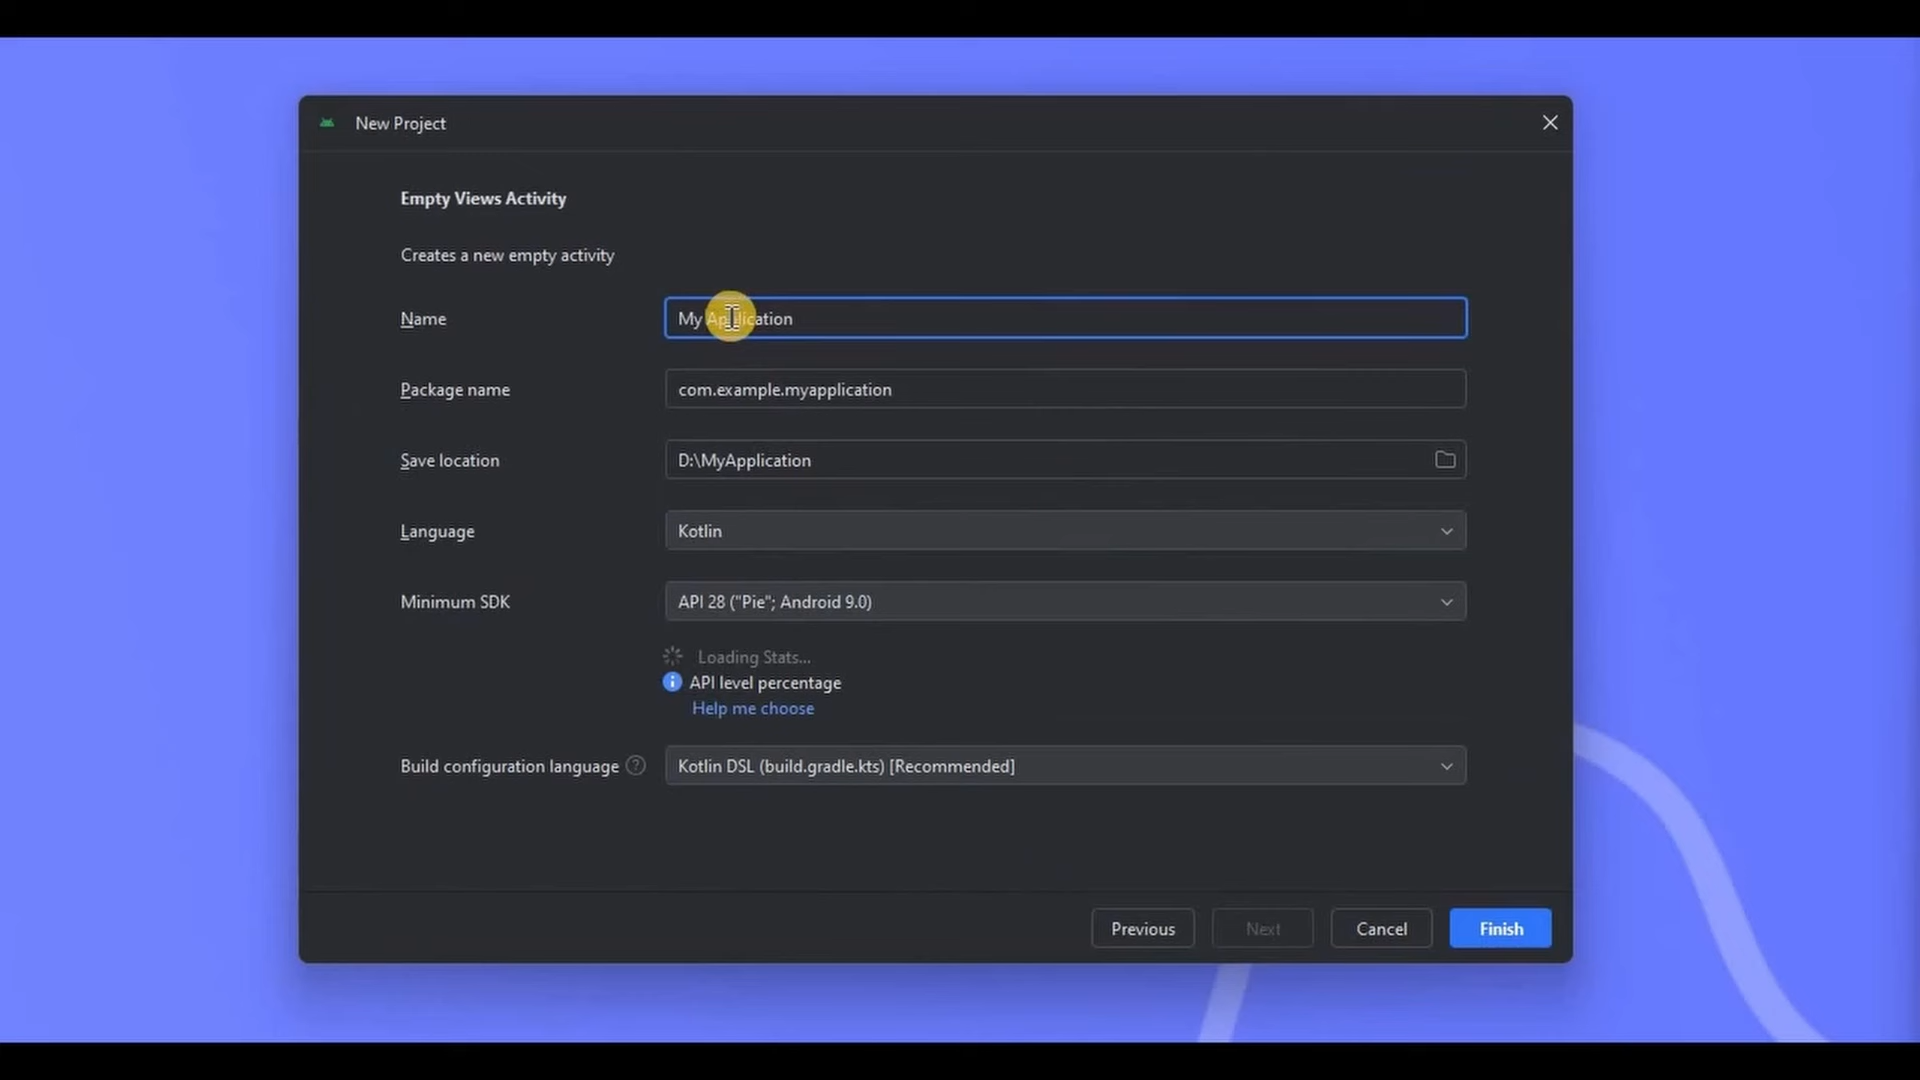 New Project
Empty Views Activity
Creates a new empty activity
Name
My Application
Package name
com.example.myapplication
Save location
D:\MyApplication
Language
Kotlin
Minimum SDK
API 28 ("Pie"; Android 9.0)
Loading Stats...
API level percentage
Help me choose
Build configuration language
Kotlin DSL (build.gradle.kts) [Recommended]
Previous
Next
Cancel
Finish